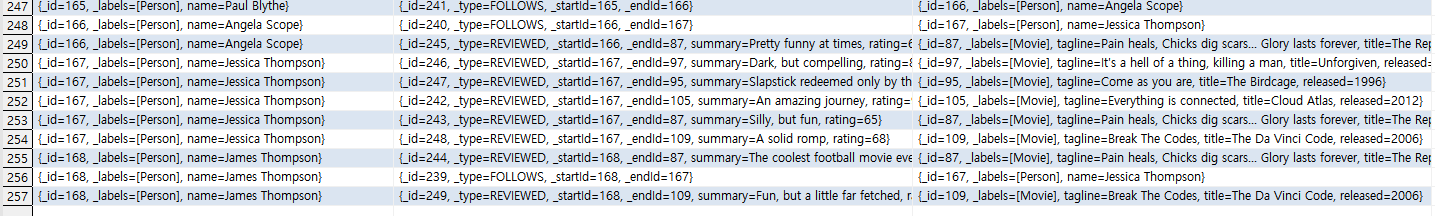 247 {_id=165, _labels=[Person], name=Paul Blythe} {_id=241, _type=FOLLOWS, _startId=165, _endId=166} {_id=166, _labels=[Person], name=Angela Scope}
248 {_id=166, _labels=[Person], name=Angela Scope} {_id=240, _type=FOLLOWS, _startId=166, _endId=167} {_id=167, _labels=[Person], name=Jessica Thompson}
249 {_id=166, _labels=[Person], name=Angela Scope} {_id=245, _type=REVIEWED, _startId=166, _endId=87, summary=Pretty funny at times, rating=6 {_id=87, _labels=[Movie], tagline=Pain heals, Chicks dig scars... Glory lasts forever, title=The Rep
250 {_id=167, _labels=[Person], name=Jessica Thompson} {_id=246, _type=REVIEWED, _startId=167, _endId=97, summary=Dark, but compelling, rating=8 {_id=97, _labels=[Movie], tagline=It's a hell of a thing, killing a man, title=Unforgiven, released=
251 {_id=167, _labels=[Person], name=Jessica Thompson} {_id=247, _type=REVIEWED, _startId=167, _endId=95, summary=Slapstick redeemed only by th {_id=95, _labels=[Movie], tagline=Come as you are, title=The Birdcage, released=1996}
252 {_id=167, _labels=[Person], name=Jessica Thompson} {_id=242, _type=REVIEWED, _startId=167, _endId=105, summary=An amazing journey, rating= {_id=105, _labels=[Movie], tagline=Everything is connected, title=Cloud Atlas, released=2012}
253 {_id=167, _labels=[Person], name=Jessica Thompson} {_id=243, _type=REVIEWED, _startId=167, _endId=87, summary=Silly, but fun, rating=65} {_id=87, _labels=[Movie], tagline=Pain heals, Chicks dig scars... Glory lasts forever, title=The Rep
254 {_id=167, _labels=[Person], name=Jessica Thompson} {_id=248, _type=REVIEWED, _startId=167, _endId=109, summary=A solid romp, rating=68} {_id=109, _labels=[Movie], tagline=Break The Codes, title=The Da Vinci Code, released=2006}
255 {_id=168, _labels=[Person], name=James Thompson} {_id=244, _type=REVIEWED, _startId=168, _endId=87, summary=The coolest football movie eve {_id=87, _labels=[Movie], tagline=Pain heals, Chicks dig scars... Glory lasts forever, title=The Rep
256 {_id=168, _labels=[Person], name=James Thompson} {_id=239, _type=FOLLOWS, _startId=168, _endId=167} {_id=167, _labels=[Person], name=Jessica Thompson}
257 {_id=168, _labels=[Person], name=James Thompson} {_id=249, _type=REVIEWED, _startId=168, _endId=109, summary=Fun, but a little far fetched, r {_id=109, _labels=[Movie], tagline=Break The Codes, title=The Da Vinci Code, released=2006}